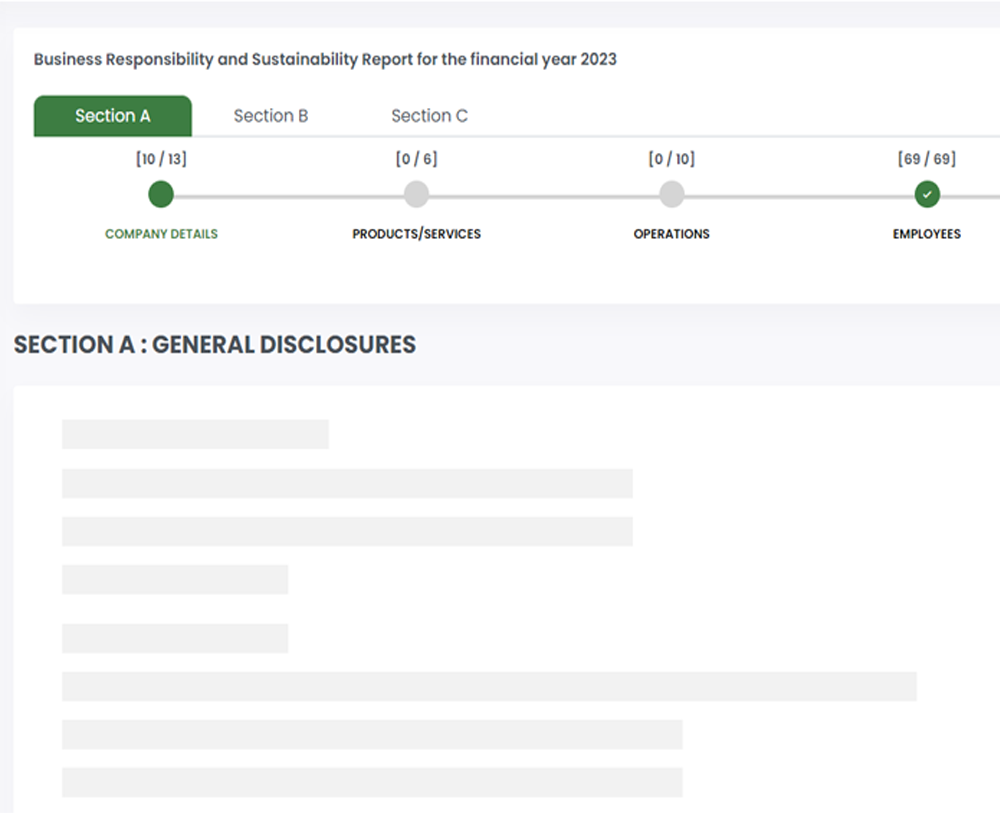 Business Responsibility and Sustainability Report for the financial year 2023
Section A Section B Section C
[10 / 13] [0 / 6] [0 / 10] [69 / 69]
COMPANY DETAILS PRODUCTS/SERVICES OPERATIONS EMPLOYEES
SECTION A : GENERAL DISCLOSURES